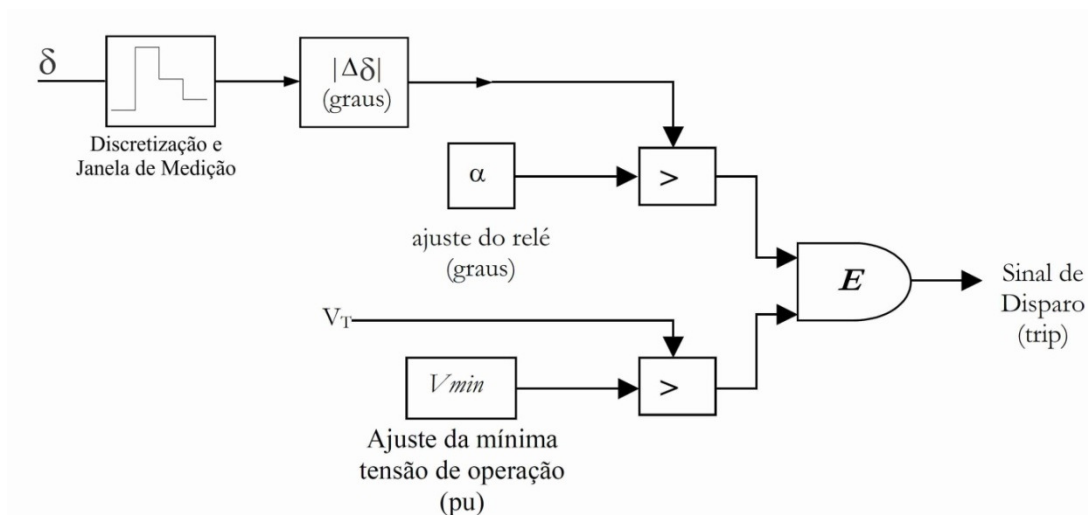 δ
Discretização e
Janela de Medição
|Δδ|
(graus)
α
ajuste do relé
(graus)
>
V_T
Vmin
Ajuste da mínima
tensão de operação
(pu)
>
E
Sinal de
Disparo
(trip)